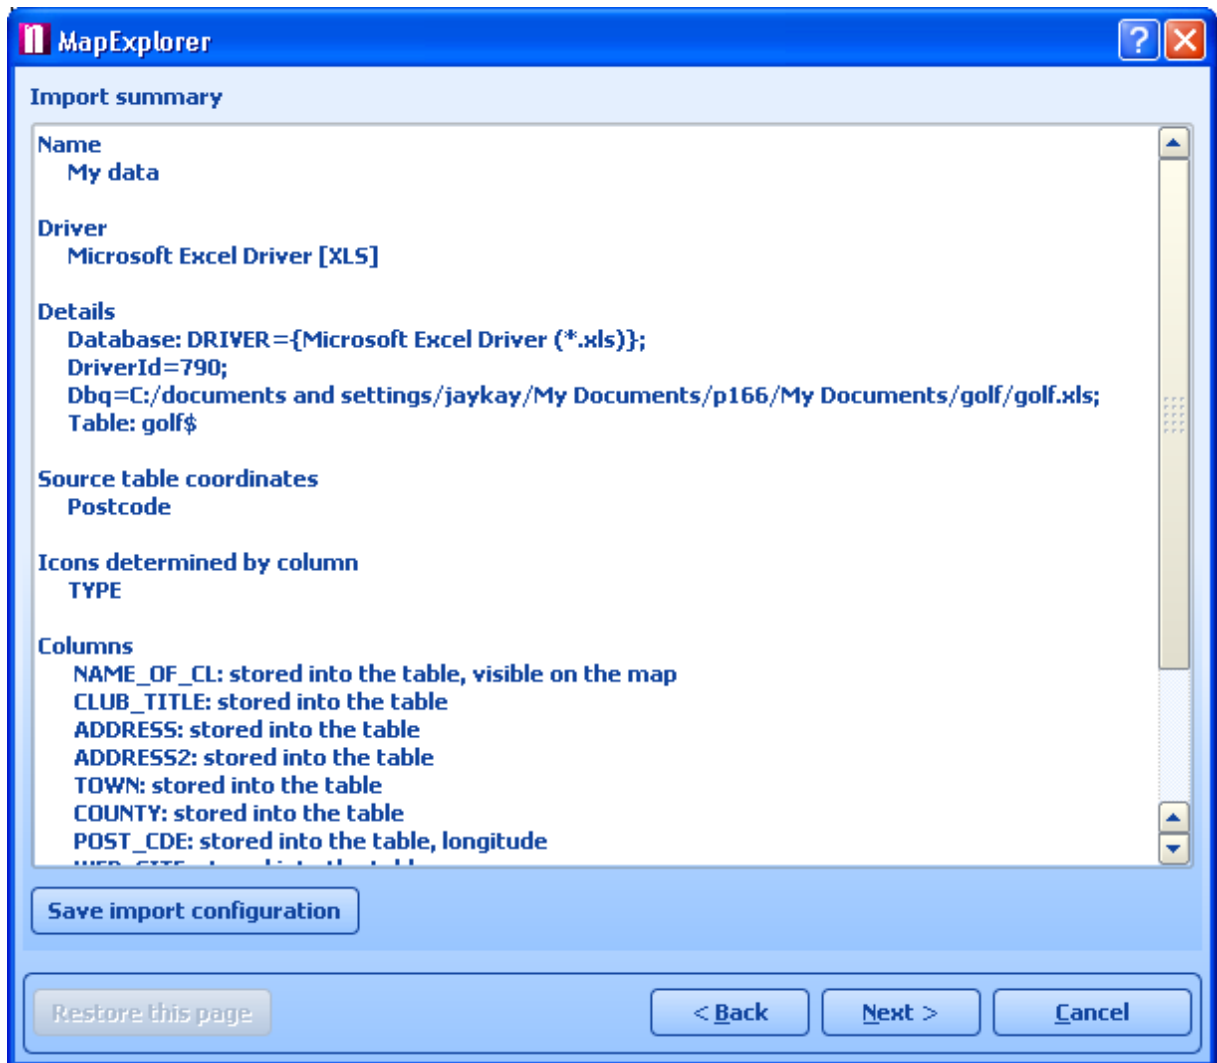 MapExplorer
Import summary
Name
My data
Driver
Microsoft Excel Driver [XLS]
Details
Database: DRIVER={Microsoft Excel Driver (*.xls)};
DriverId=790;
Dbq=C:/documents and settings/jaykay/My Documents/p166/My Documents/golf/golf.xls;
Table: golf$
Source table coordinates
Postcode
Icons determined by column
TYPE
Columns
NAME_OF_CL: stored into the table, visible on the map
CLUB_TITLE: stored into the table
ADDRESS: stored into the table
ADDRESS2: stored into the table
TOWN: stored into the table
COUNTY: stored into the table
POST_CDE: stored into the table, longitude
Save import configuration
Restore this page
< Back
Next >
Cancel